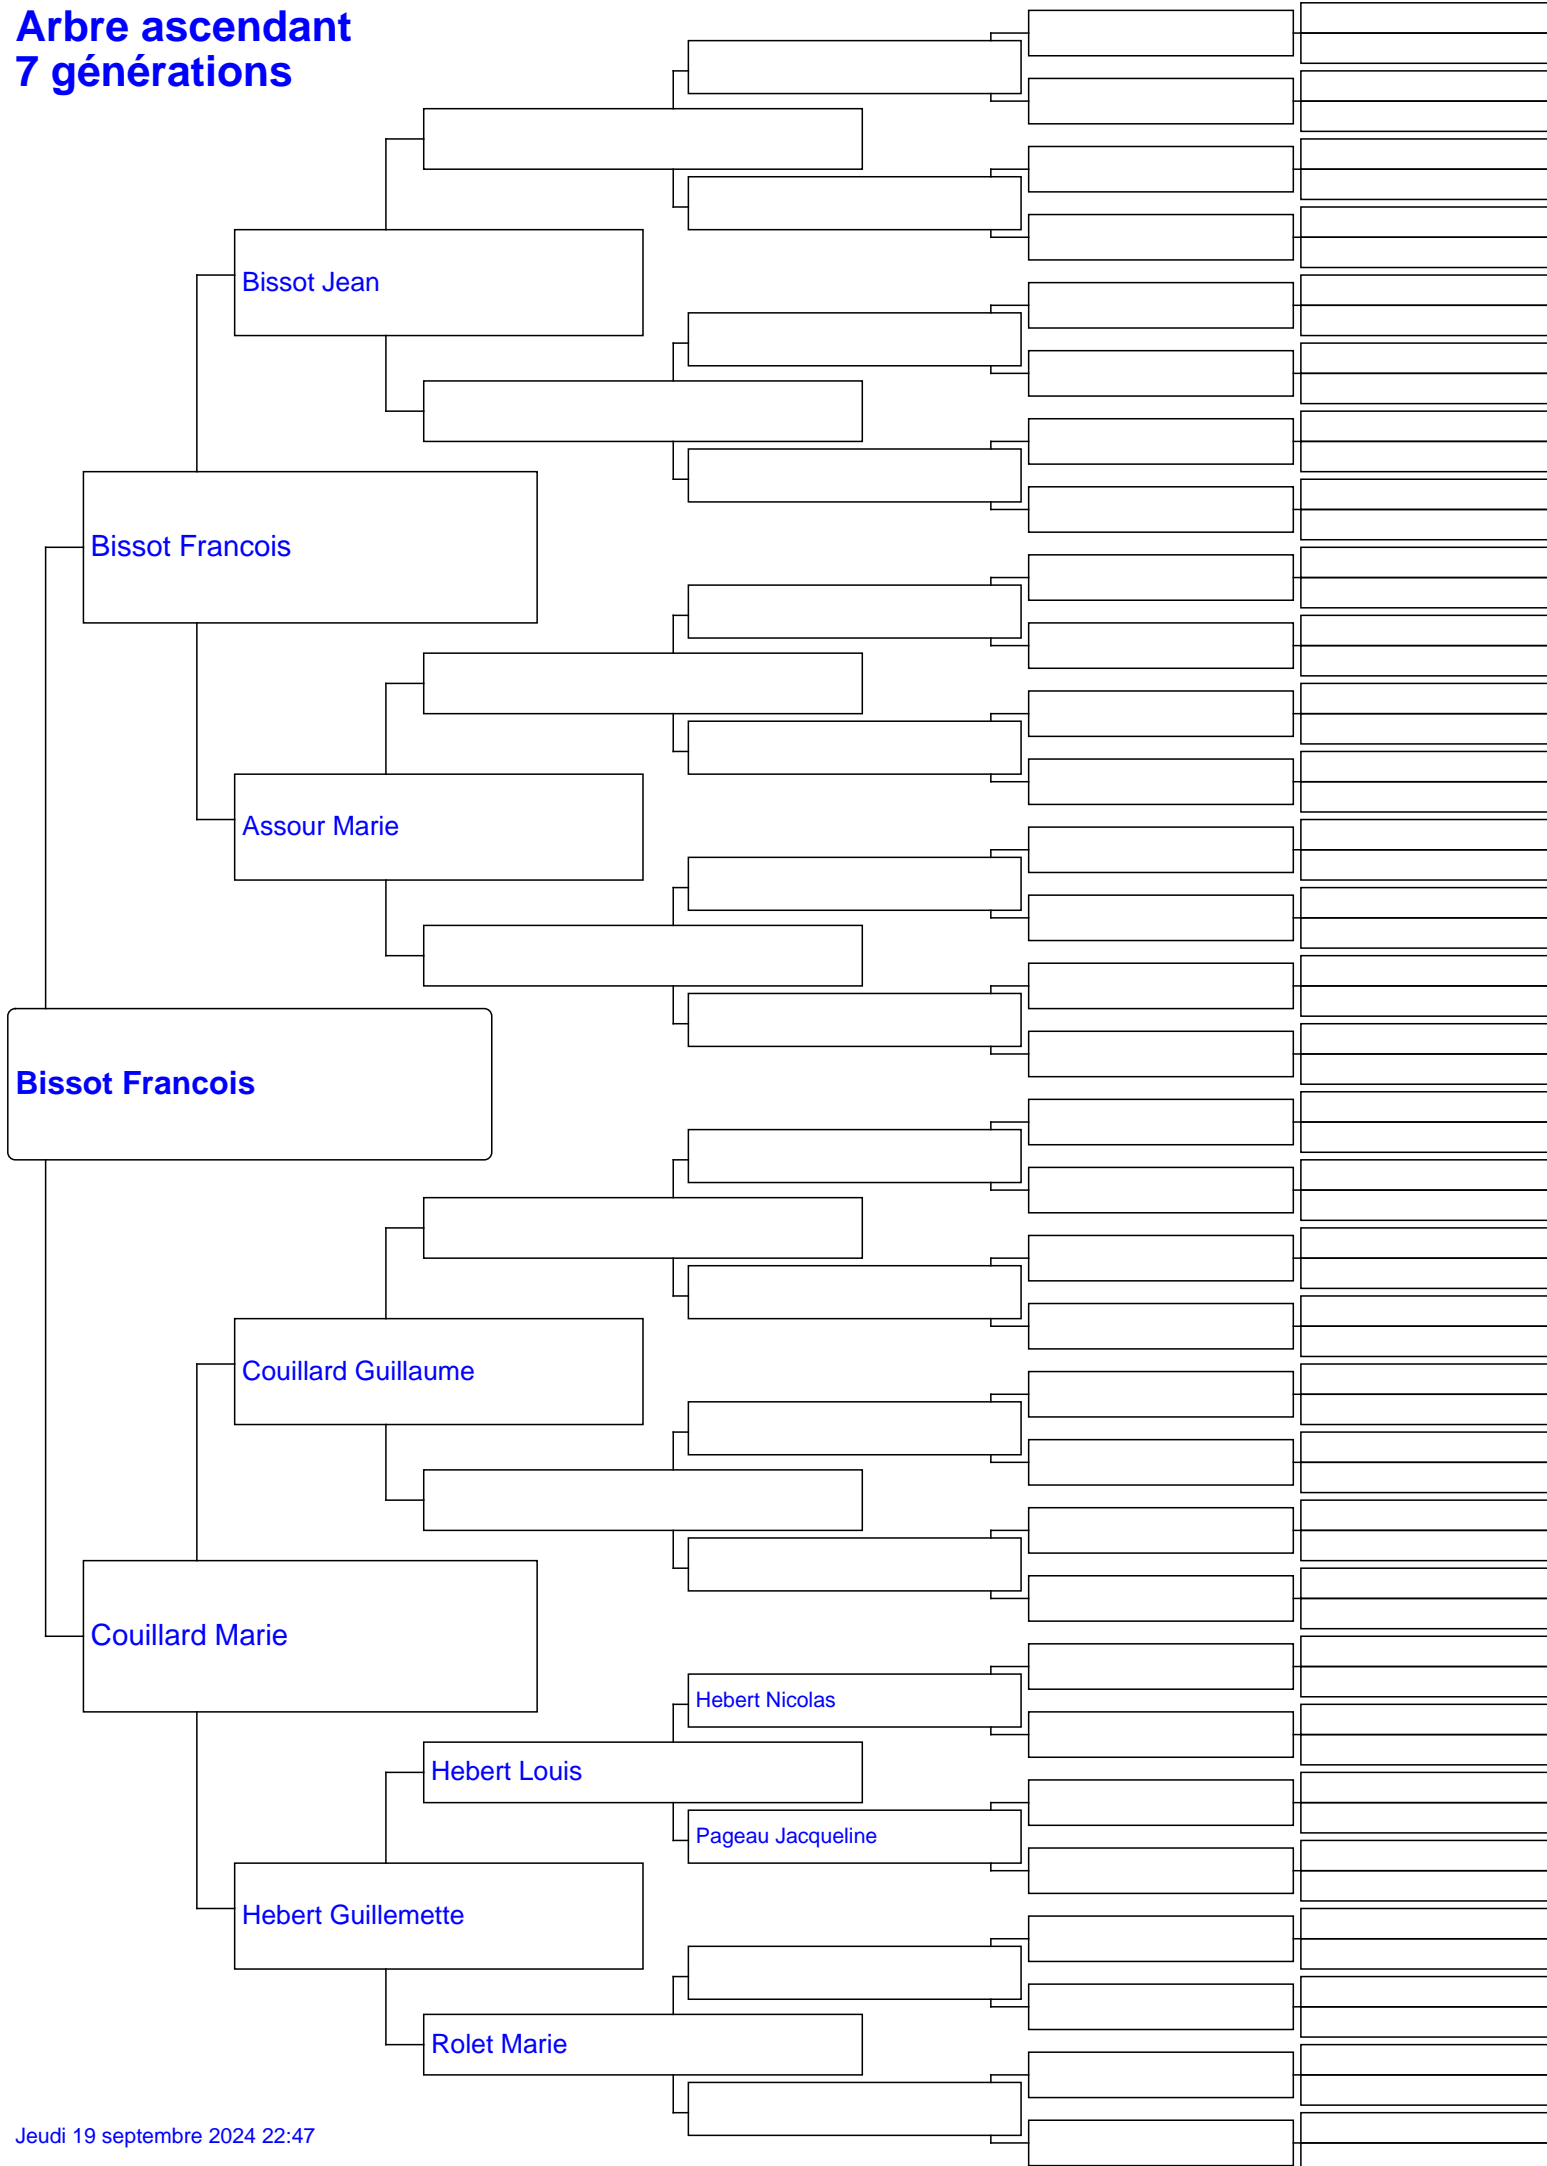 Arbre ascendant
7 générations
Bissot Jean
Bissot Francois
Assour Marie
Bissot Francois
Couillard Guillaume
Couillard Marie
Hebert Nicolas
Hebert Louis
Pageau Jacqueline
Hebert Guillemette
Rolet Marie
Jeudi 19 septembre 2024 22:47